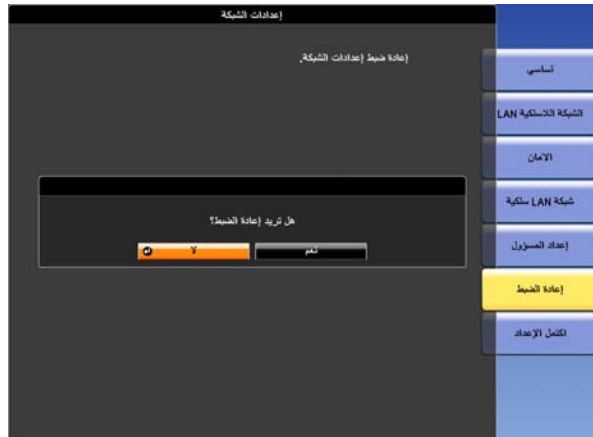 إعدادات الشبكة
إعادة ضبط إعدادات الشبكة.
هل تريد إعادة الضبط؟
نعم
لا
أساسي
الشبكة اللاسلكية LAN
الأمان
شبكة LAN سلكية
إعداد المسؤول
إعادة الضبط
اكتمل الإعداد